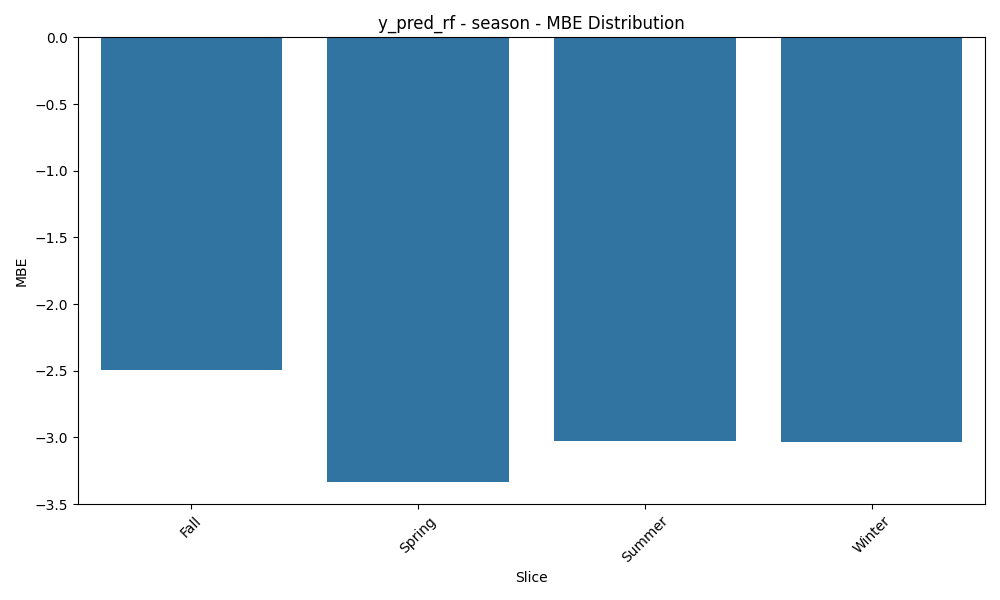 y_pred_rf - season - MBE Distribution
0.0
−0.5
−1.0
−1.5
−2.0
−2.5
−3.0
−3.5
MBE
Fall
Spring
Summer
Winter
Slice